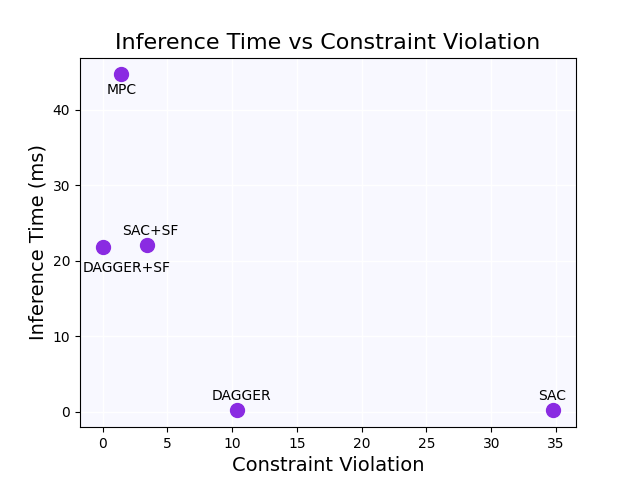 Inference Time vs Constraint Violation
MPC
SAC+SF
DAGGER+SF
DAGGER
SAC
Inference Time (ms)
40
30
20
10
0
0 5 10 15 20 25 30 35
Constraint Violation